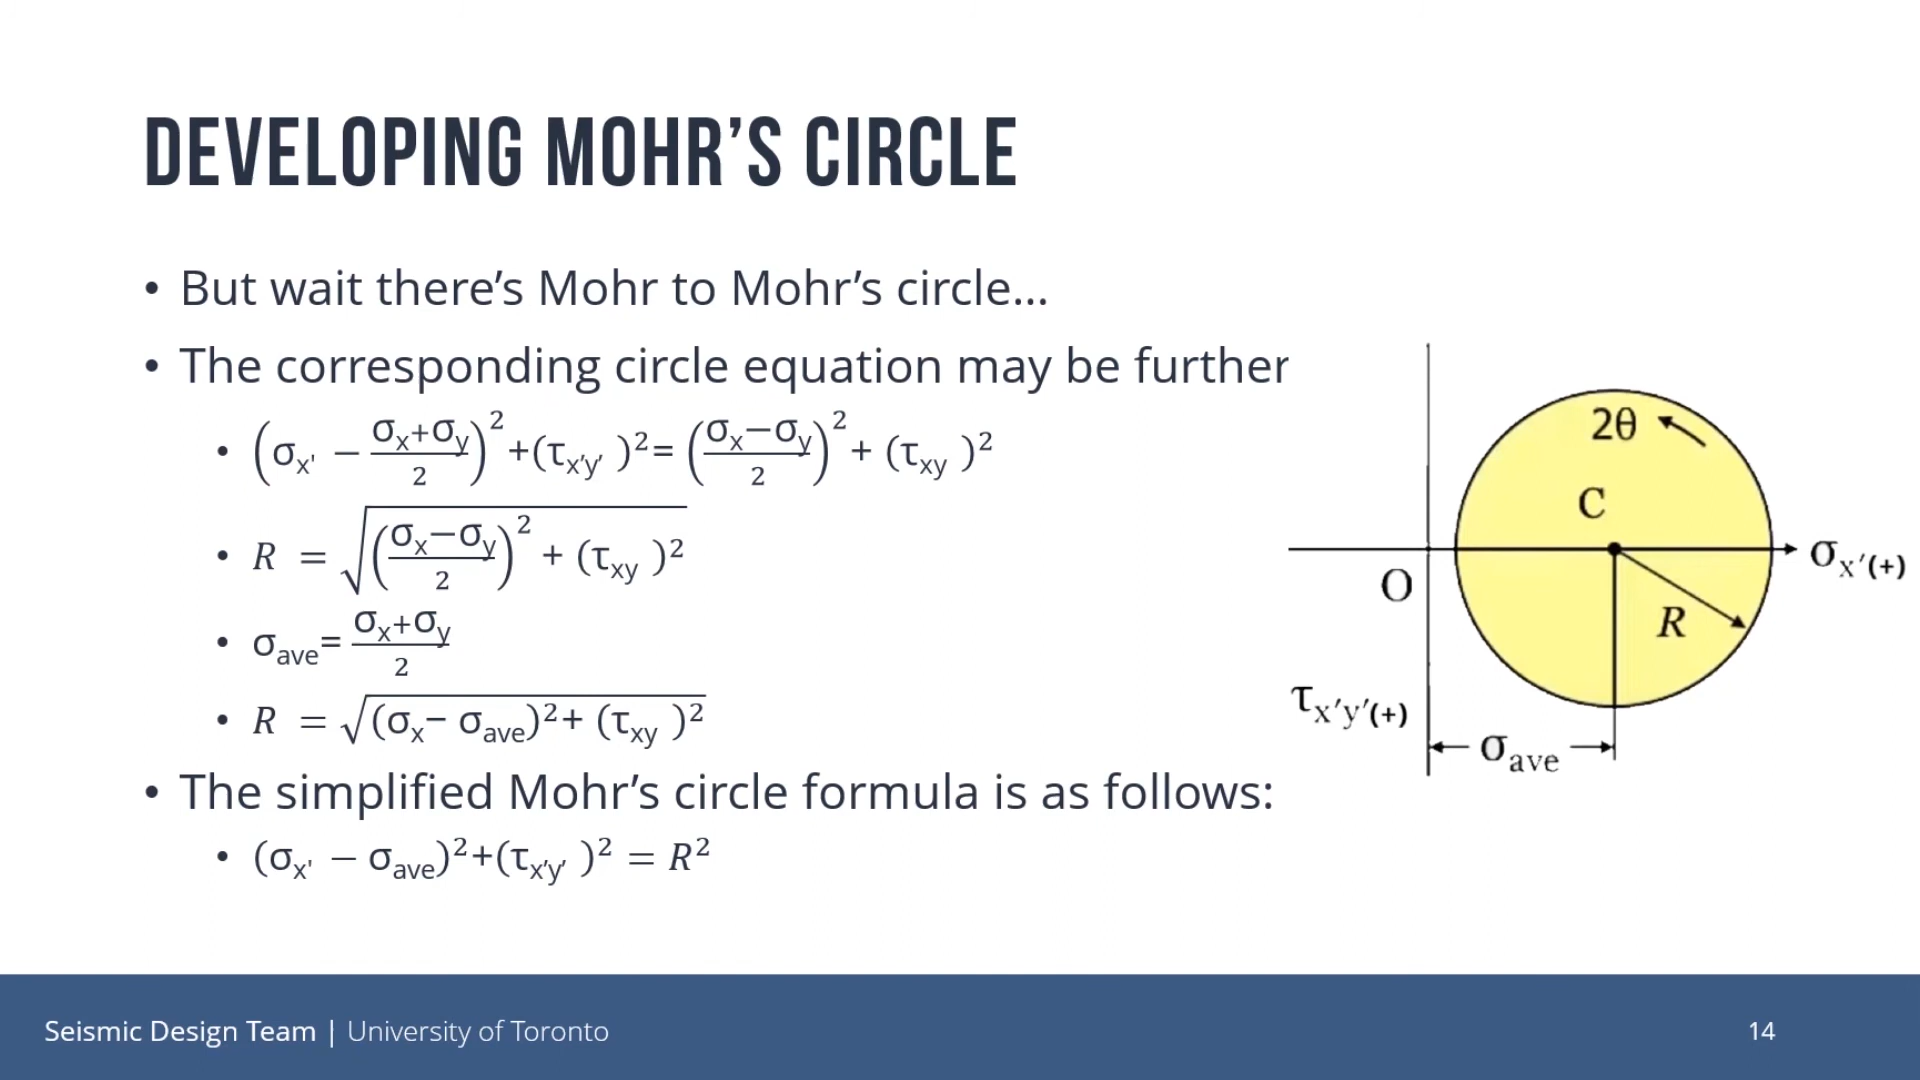 DEVELOPING MOHR’S CIRCLE
• But wait there’s Mohr to Mohr’s circle...
• The corresponding circle equation may be further
• (σx' − (σx+σy)/2)² +(τx'y' )²= ((σx−σy)/2)² + (τxy )²
• R = √(((σx−σy)/2)² + (τxy )²)
• σave= (σx+σy)/2
• R = √((σx− σave)²+ (τxy )²)
• The simplified Mohr’s circle formula is as follows:
• (σx' − σave)²+(τx'y' )² = R²
2θ
C
σx′(+)
O
R
τx′y′(+)
σave
Seismic Design Team | University of Toronto
14